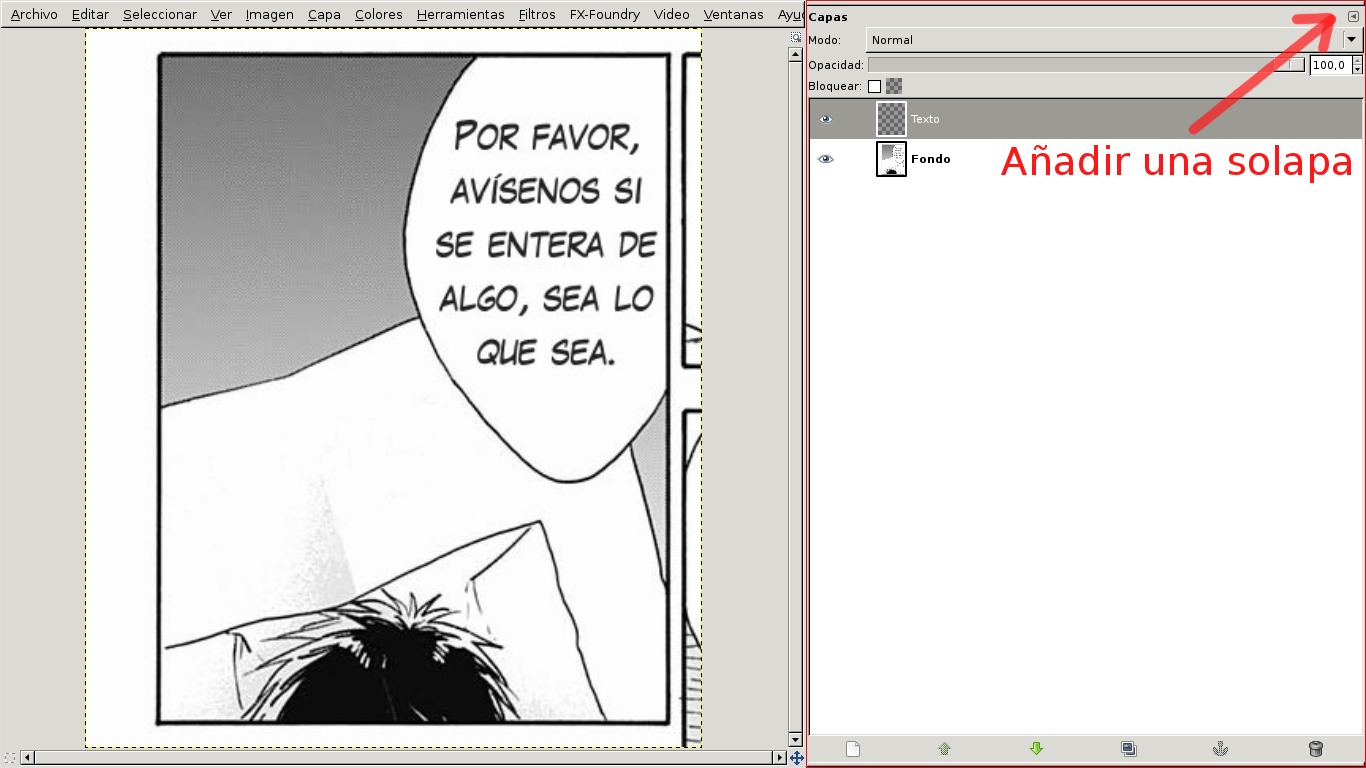 Archivo Editar Seleccionar Ver Imagen Capa Colores Herramientas Filtros FX-Foundry Video Ventanas Ayu
POR FAVOR,
AVÍSENOS SI
SE ENTERA DE
ALGO, SEA LO
QUE SEA.
Capas
Modo: Normal
Opacidad: 100,0
Bloquear:
Texto
Fondo
Añadir una solapa